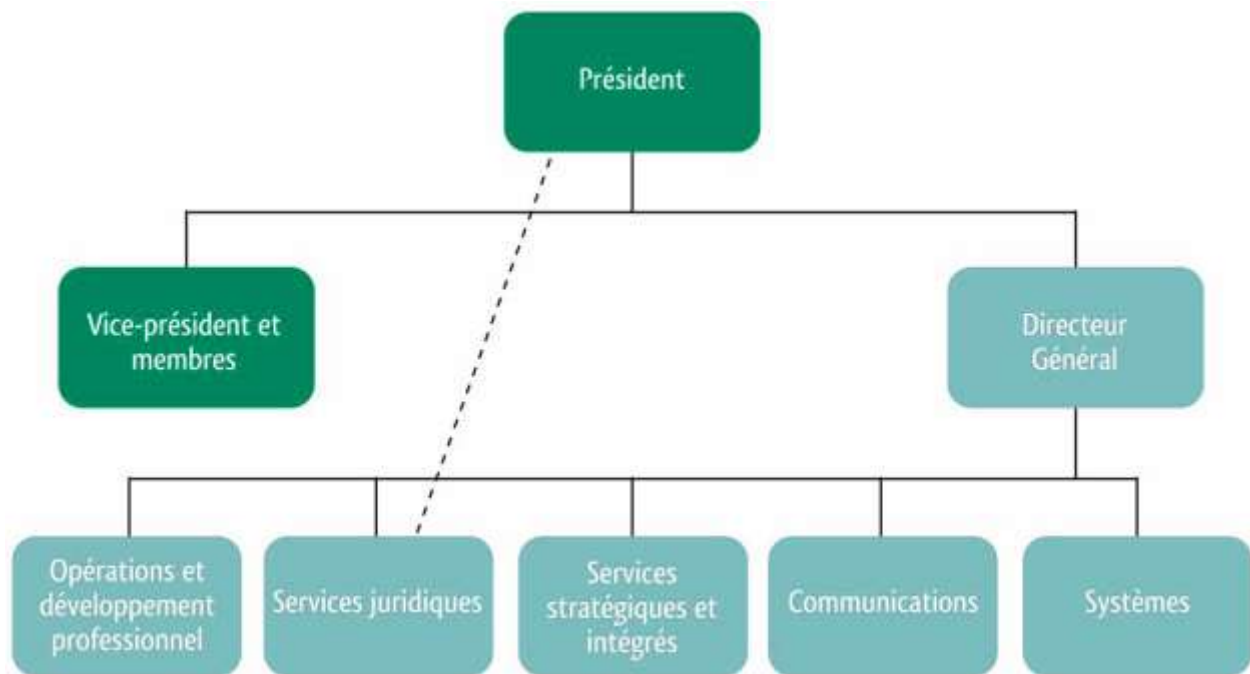 Président
Vice-président et
membres
Directeur
Général
Opérations et
développement
professionnel
Services juridiques
Services
stratégiques et
intégrés
Communications
Systèmes